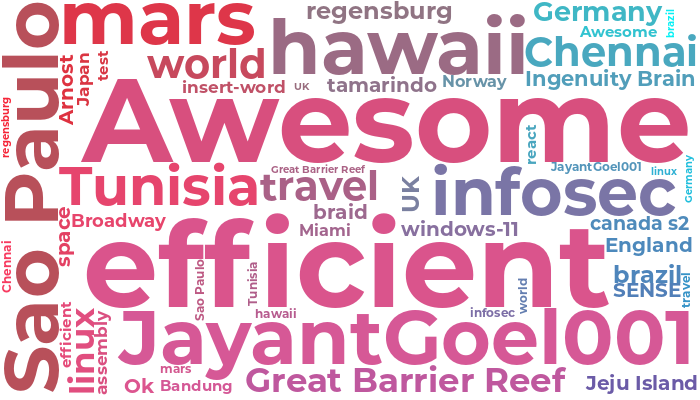 regensburg
Germany
brazil
mars
hawaii
Awesome
Sao Paulo
Arnost
Japan
test
world
Chennai
insert-word
UK
tamarindo
Norway
Ingenuity Brain
regensburg
Awesome
react
JayantGoel001
linux
Germany
Great Barrier Reef
Tunisia
travel
UK
infosec
space
Broadway
braid
Miami
windows-11
canada s2
England
Chennai
efficient
Sao Paulo
Tunisia
world
brazil
SENSE
travel
hawaii
infosec
efficient
linux
assembly
JayantGoel001
mars
Ok
Bandung
Great Barrier Reef
Jeju Island